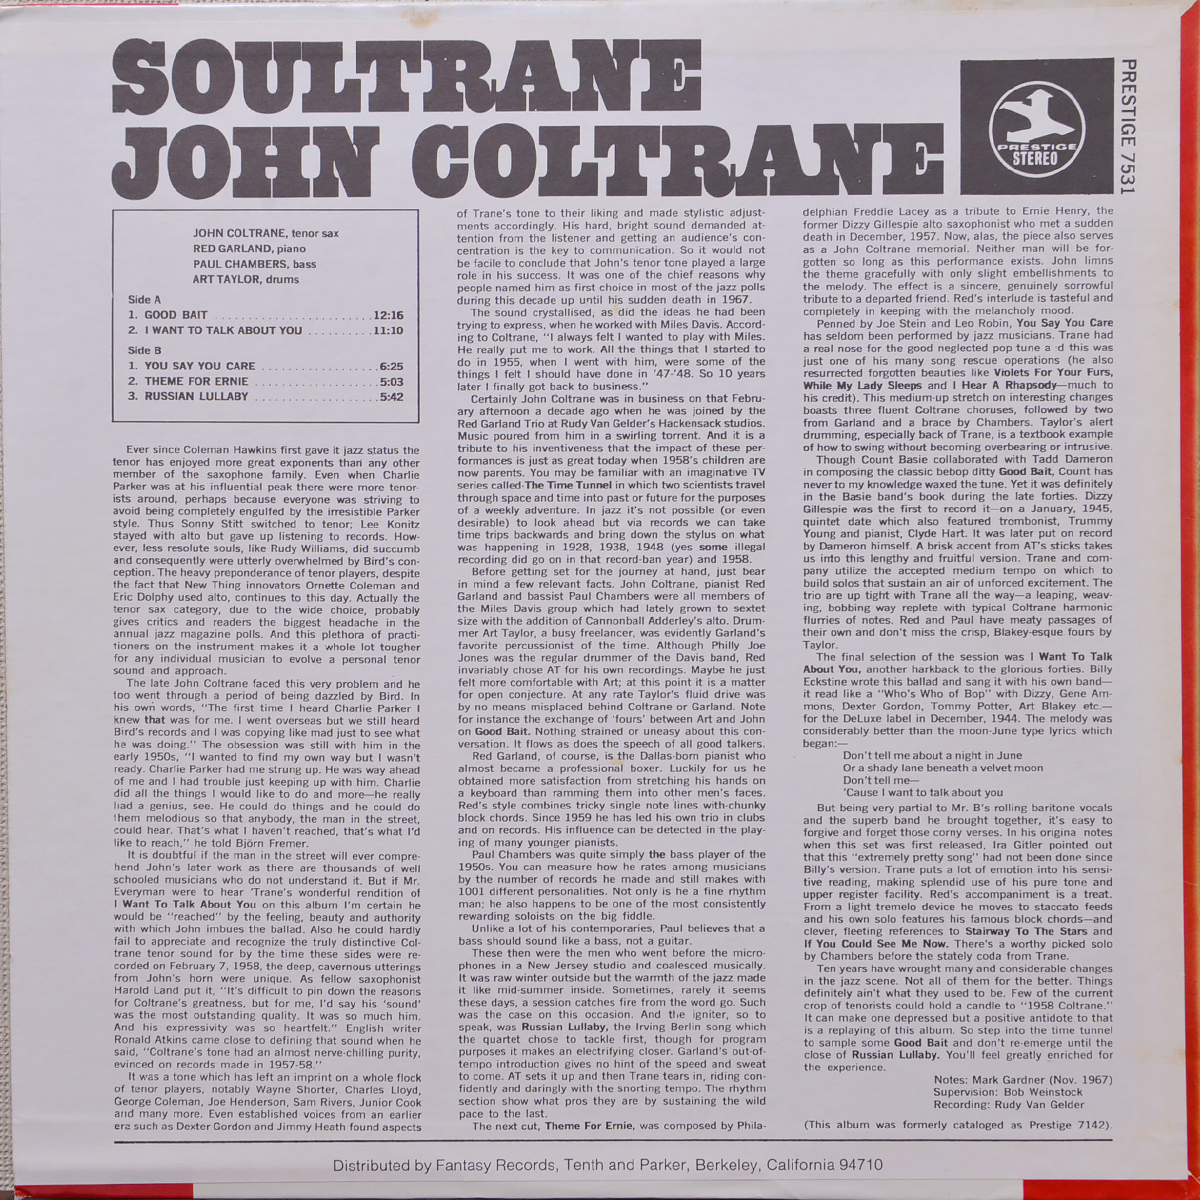 SOULTRANE
JOHN COLTRANE
PRESTIGE
STEREO
PRESTIGE 7531
JOHN COLTRANE, tenor sax
RED GARLAND, piano
PAUL CHAMBERS, bass
ART TAYLOR, drums
Side A
1. GOOD BAIT ........................12:16
2. I WANT TO TALK ABOUT YOU ..........11:10
Side B
1. YOU SAY YOU CARE ..................6:25
2. THEME FOR ERNIE ...................5:03
3. RUSSIAN LULLABY ...................5:42
Ever since Coleman Hawkins first gave it jazz status the
tenor has enjoyed more great exponents than any other
member of the saxophone family. Even when Charlie
Parker was at his influential peak there were more tenor-
ists around, perhaps because everyone was striving to
avoid being completely engulfed by the irresistible Parker
style. Thus Sonny Stitt switched to tenor; Lee Konitz
stayed with alto but gave up listening to records. How-
ever, less resolute souls, like Rudy Williams, did succumb
and consequently were utterly overwhelmed by Bird's con-
ception. The heavy preponderance of tenor players, despite
the fact that New Thing innovators Ornette Coleman and
Eric Dolphy used alto, continues to this day. Actually the
tenor sax category, due to the wide choice, probably
gives critics and readers the biggest headache in the
annual jazz magazine polls. And this plethora of practi-
tioners on the instrument makes it a whole lot tougher
for any individual musician to evolve a personal tenor
sound and approach.
The late John Coltrane faced this very problem and he
too went through a period of being dazzled by Bird. In
his own words, "The first time I heard Charlie Parker I
knew that was for me. I went overseas but we still heard
Bird's records and I was copying like mad just to see what
he was doing." The obsession was still with him in the
early 1950s, "I wanted to find my own way but I wasn't
ready. Charlie Parker had me strung up. He was way ahead
of me and I had trouble just keeping up with him. Charlie
did all the things I would like to do and more—he really
had a genius, see. He could do things and he could do
them melodious so that anybody, the man in the street,
could hear. That's what I haven't reached, that's what I'd
like to reach," he told Björn Fremer.
It is doubtful if the man in the street will ever compre-
hend John's later work as there are thousands of well
schooled musicians who do not understand it. But if Mr.
Everyman were to hear 'Trane's wonderful rendition of
I Want To Talk About You on this album I'm certain he
would be "reached" by the feeling, beauty and authority
with which John imbues the ballad. Also he could hardly
fail to appreciate and recognize the truly distinctive Col-
trane tenor sound for by the time these sides were re-
corded on February 7, 1958, the deep, cavernous utterings
from John's horn were unique. As fellow saxophonist
Harold Land put it, "It's difficult to pin down the reasons
for Coltrane's greatness, but for me, I'd say his 'sound'
was the most outstanding quality. It was so much him.
And his expressivity was so heartfelt." English writer
Ronald Atkins came close to defining that sound when he
said, "Coltrane's tone had an almost nerve-chilling purity,
evinced on records made in 1957-58."
It was a tone which has left an imprint on a whole flock
of tenor players, notably Wayne Shorter, Charles Lloyd,
George Coleman, Joe Henderson, Sam Rivers, Junior Cook
and many more. Even established voices from an earlier
era such as Dexter Gordon and Jimmy Heath found aspects
of Trane's tone to their liking and made stylistic adjust-
ments accordingly. His hard, bright sound demanded at-
tention from the listener and getting an audience's con-
centration is the key to communication. So it would not
be facile to conclude that John's tenor tone played a large
role in his success. It was one of the chief reasons why
people named him as first choice in most of the jazz polls
during this decade up until his sudden death in 1967.
The sound crystallised, as did the ideas he had been
trying to express, when he worked with Miles Davis. Accord-
ing to Coltrane, "I always felt I wanted to play with Miles.
He really put me to work. All the things that I started to
do in 1955, when I went with him, were some of the
things I felt I should have done in '47-'48. So 10 years
later I finally got back to business."
Certainly John Coltrane was in business on that Febru-
ary afternoon a decade ago when he was joined by the
Red Garland Trio at Rudy Van Gelder's Hackensack studios.
Music poured from him in a swirling torrent. And it is a
tribute to his inventiveness that the impact of these per-
formances is just as great today when 1958's children are
now parents. You may be familiar with an imaginative TV
series called The Time Tunnel in which two scientists travel
through space and time into past or future for the purposes
of a weekly adventure. In jazz it's not possible (or even
desirable) to look ahead but via records we can take
time trips backwards and bring down the stylus on what
was happening in 1928, 1938, 1948 (yes some illegal
recording did go on in that record-ban year) and 1958.
Before getting set for the journey at hand, just bear
in mind a few relevant facts. John Coltrane, pianist Red
Garland and bassist Paul Chambers were all members of
the Miles Davis group which had lately grown to sextet
size with the addition of Cannonball Adderley's alto. Drum-
mer Art Taylor, a busy freelancer, was evidently Garland's
favorite percussionist of the time. Although Philly Joe
Jones was the regular drummer of the Davis band, Red
invariably chose AT for his own recordings. Maybe he just
felt more comfortable with Art; at this point it is a matter
for open conjecture. At any rate Taylor's fluid drive was
by no means misplaced behind Coltrane or Garland. Note
for instance the exchange of 'fours' between Art and John
on Good Bait. Nothing strained or uneasy about this con-
versation. It flows as does the speech of all good talkers.
Red Garland, of course, is the Dallas-born pianist who
almost became a professional boxer. Luckily for us he
obtained more satisfaction from stretching his hands on
a keyboard than ramming them into other men's faces.
Red's style combines tricky single note lines with chunky
block chords. Since 1959 he has led his own trio in clubs
and on records. His influence can be detected in the play-
ing of many younger pianists.
Paul Chambers was quite simply the bass player of the
1950s. You can measure how he rates among musicians
by the number of records he made and still makes with
1001 different personalities. Not only is he a fine rhythm
man; he also happens to be one of the most consistently
rewarding soloists on the big fiddle.
Unlike a lot of his contemporaries, Paul believes that a
bass should sound like a bass, not a guitar.
These then were the men who went before the micro-
phones in a New Jersey studio and coalesced musically.
It was raw winter outside but the warmth of the jazz made
it like mid-summer inside. Sometimes, rarely it seems
these days, a session catches fire from the word go. Such
was the case on this occasion. And the igniter, so to
speak, was Russian Lullaby, the Irving Berlin song which
the quartet chose to tackle first, though for program
purposes it makes an electrifying closer. Garland's out-of-
tempo introduction gives no hint of the speed and sweat
to come. AT sets it up and then Trane tears in, riding con-
fidently and daringly with the snorting tempo. The rhythm
section show what pros they are by sustaining the wild
pace to the last.
The next cut, Theme For Ernie, was composed by Phila-
delphian Freddie Lacey as a tribute to Ernie Henry, the
former Dizzy Gillespie alto saxophonist who met a sudden
death in December, 1957. Now, alas, the piece also serves
as a John Coltrane memorial. Neither man will be for-
gotten so long as this performance exists. John limns
the theme gracefully with only slight embellishments to
the melody. The effect is a sincere, genuinely sorrowful
tribute to a departed friend. Red's interlude is tasteful and
completely in keeping with the melancholy mood.
Penned by Joe Stein and Leo Robin, You Say You Care
has seldom been performed by jazz musicians. Trane had
a real nose for the good neglected pop tune a d this was
just one of his many song rescue operations (he also
resurrected forgotten beauties like Violets For Your Furs,
While My Lady Sleeps and I Hear A Rhapsody—much to
his credit). This medium-up stretch on interesting changes
boasts three fluent Coltrane choruses, followed by two
from Garland and a brace by Chambers. Taylor's alert
drumming, especially back of Trane, is a textbook example
of how to swing without becoming overbearing or intrusive.
Though Count Basie collaborated with Tadd Dameron
in composing the classic bebop ditty Good Bait, Count has
never to my knowledge waxed the tune. Yet it was definitely
in the Basie band's book during the late forties. Dizzy
Gillespie was the first to record it—on a January, 1945,
quintet date which also featured trombonist, Trummy
Young and pianist, Clyde Hart. It was later put on record
by Dameron himself. A brisk accent from AT's sticks takes
us into this lengthy and fruitful version. Trane and com-
pany utilize the accepted medium tempo on which to
build solos that sustain an air of unforced excitement. The
trio are up tight with Trane all the way—a leaping, weav-
ing, bobbing way replete with typical Coltrane harmonic
flurries of notes. Red and Paul have meaty passages of
their own and don't miss the crisp, Blakey-esque fours by
Taylor.
The final selection of the session was I Want To Talk
About You, another harkback to the glorious forties. Billy
Eckstine wrote this ballad and sang it with his own band—
it read like a "Who's Who of Bop" with Dizzy, Gene Am-
mons, Dexter Gordon, Tommy Potter, Art Blakey etc.—
for the DeLuxe label in December, 1944. The melody was
considerably better than the moon-June type lyrics which
began:—
Don't tell me about a night in June
Or a shady lane beneath a velvet moon
Don't tell me—
'Cause I want to talk about you
But being very partial to Mr. B's rolling baritone vocals
and the superb band he brought together, it's easy to
forgive and forget those corny verses. In his origina notes
when this set was first released, Ira Gitler pointed out
that this "extremely pretty song" had not been done since
Billy's version. Trane puts a lot of emotion into his sensi-
tive reading, making splendid use of his pure tone and
upper register facility. Red's accompaniment is a treat.
From a light tremelo device he moves to staccato feeds
and his own solo features his famous block chords—and
clever, fleeting references to Stairway To The Stars and
If You Could See Me Now. There's a worthy picked solo
by Chambers before the stately coda from Trane.
Ten years have wrought many and considerable changes
in the jazz scene. Not all of them for the better. Things
definitely ain't what they used to be. Few of the current
crop of tenorists could hold a candle to "1958 Coltrane."
It can make one depressed but a positive antidote to that
is a replaying of this album. So step into the time tunnel
to sample some Good Bait and don't re-emerge until the
close of Russian Lullaby. You'll feel greatly enriched for
the experience.
Notes: Mark Gardner (Nov. 1967)
Supervision: Bob Weinstock
Recording: Rudy Van Gelder
(This album was formerly cataloged as Prestige 7142).
Distributed by Fantasy Records, Tenth and Parker, Berkeley, California 94710